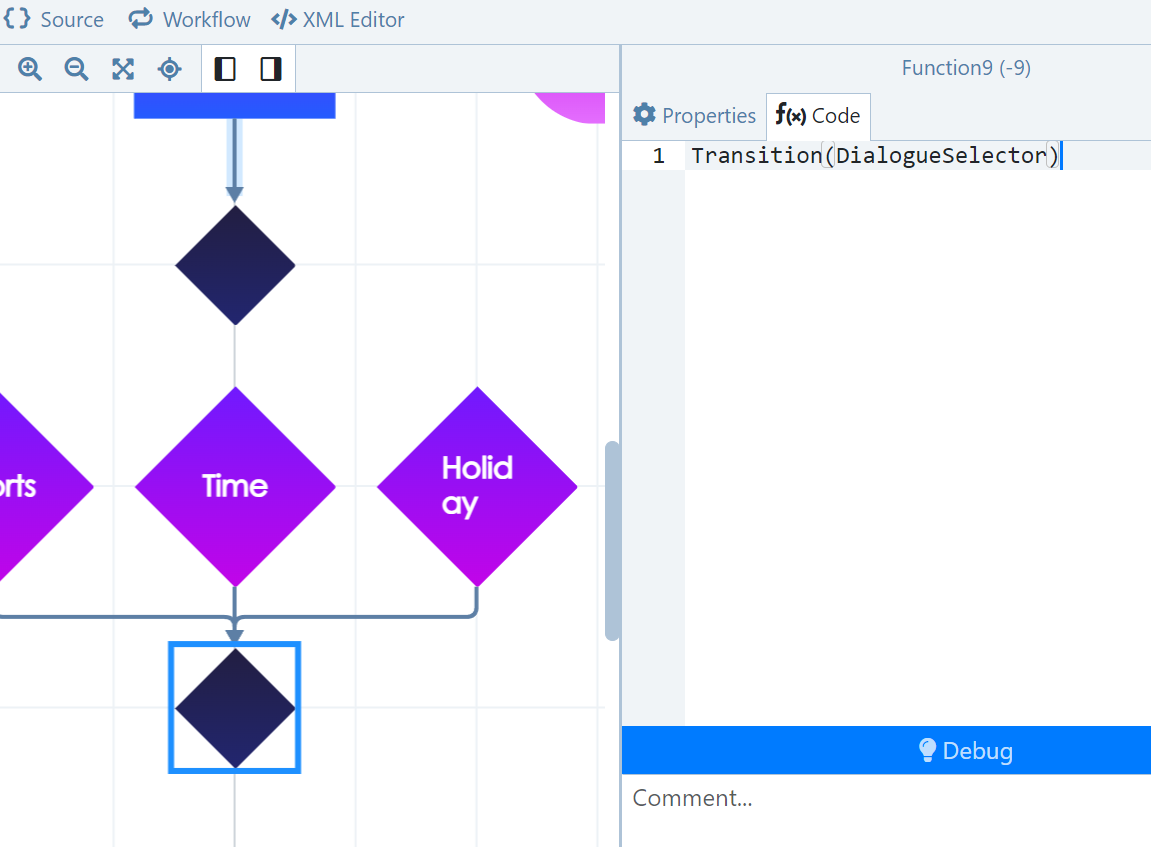 Source Workflow XML Editor
Function9 (-9)
Properties f(x) Code
1 Transition(DialogueSelector)
orts
Time
Holid
ay
Debug
Comment...